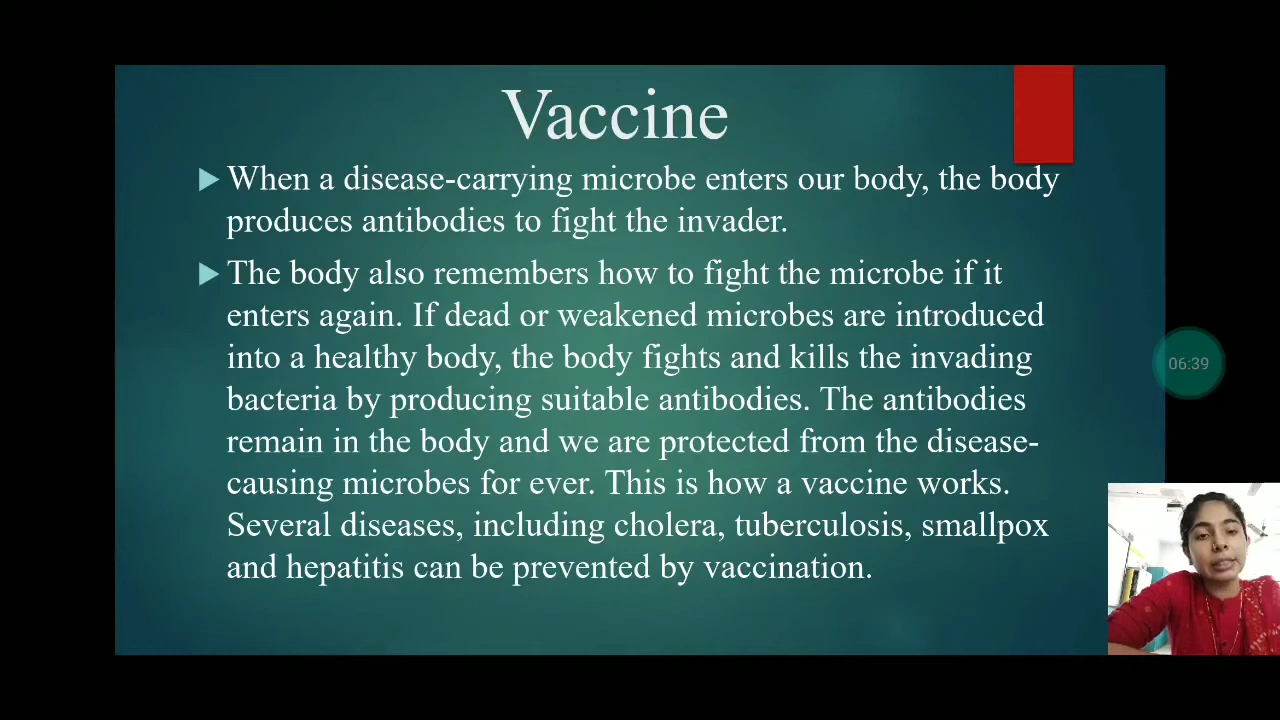 Vaccine
When a disease-carrying microbe enters our body, the body
produces antibodies to fight the invader.
The body also remembers how to fight the microbe if it
enters again. If dead or weakened microbes are introduced
into a healthy body, the body fights and kills the invading
bacteria by producing suitable antibodies. The antibodies
remain in the body and we are protected from the disease-
causing microbes for ever. This is how a vaccine works.
Several diseases, including cholera, tuberculosis, smallpox
and hepatitis can be prevented by vaccination.
06:39